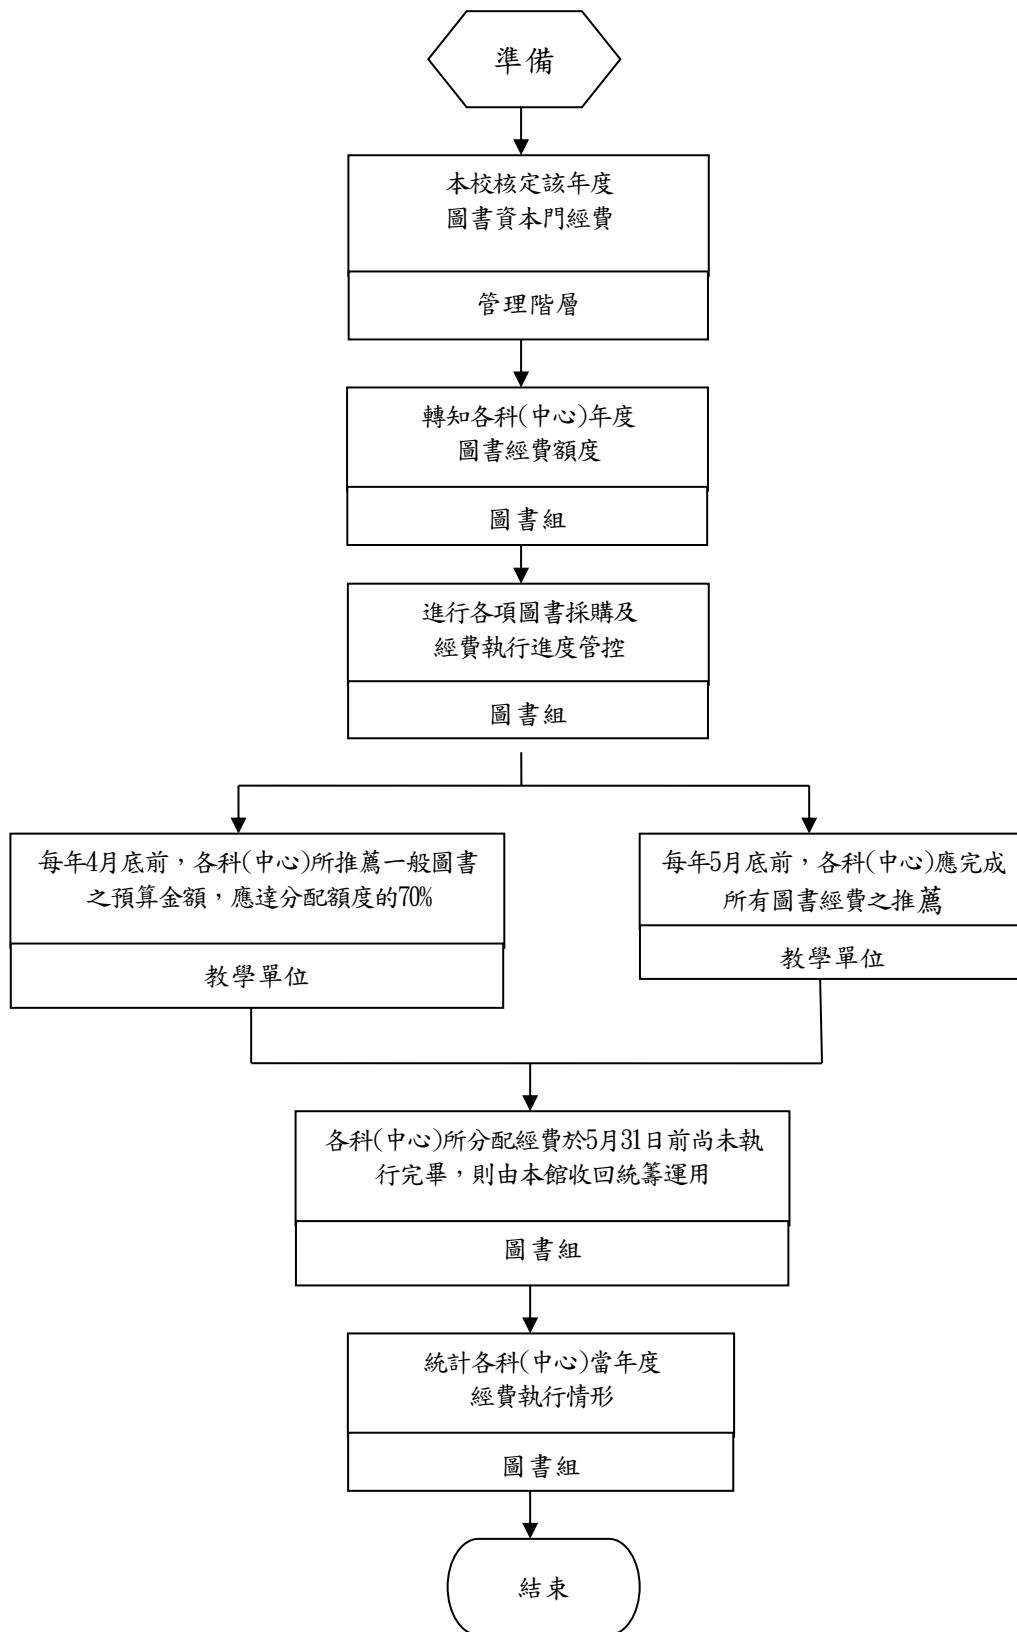 準備
本校核定該年度
圖書資本門經費
管理階層
轉知各科(中心)年度
圖書經費額度
圖書組
進行各項圖書採購及
經費執行進度管控
圖書組
每年4月底前，各科(中心)所推薦一般圖書
之預算金額，應達分配額度的70%
教學單位
每年5月底前，各科(中心)應完成
所有圖書經費之推薦
教學單位
各科(中心)所分配經費於5月31日前尚未執
行完畢，則由本館收回統籌運用
圖書組
統計各科(中心)當年度
經費執行情形
圖書組
結束